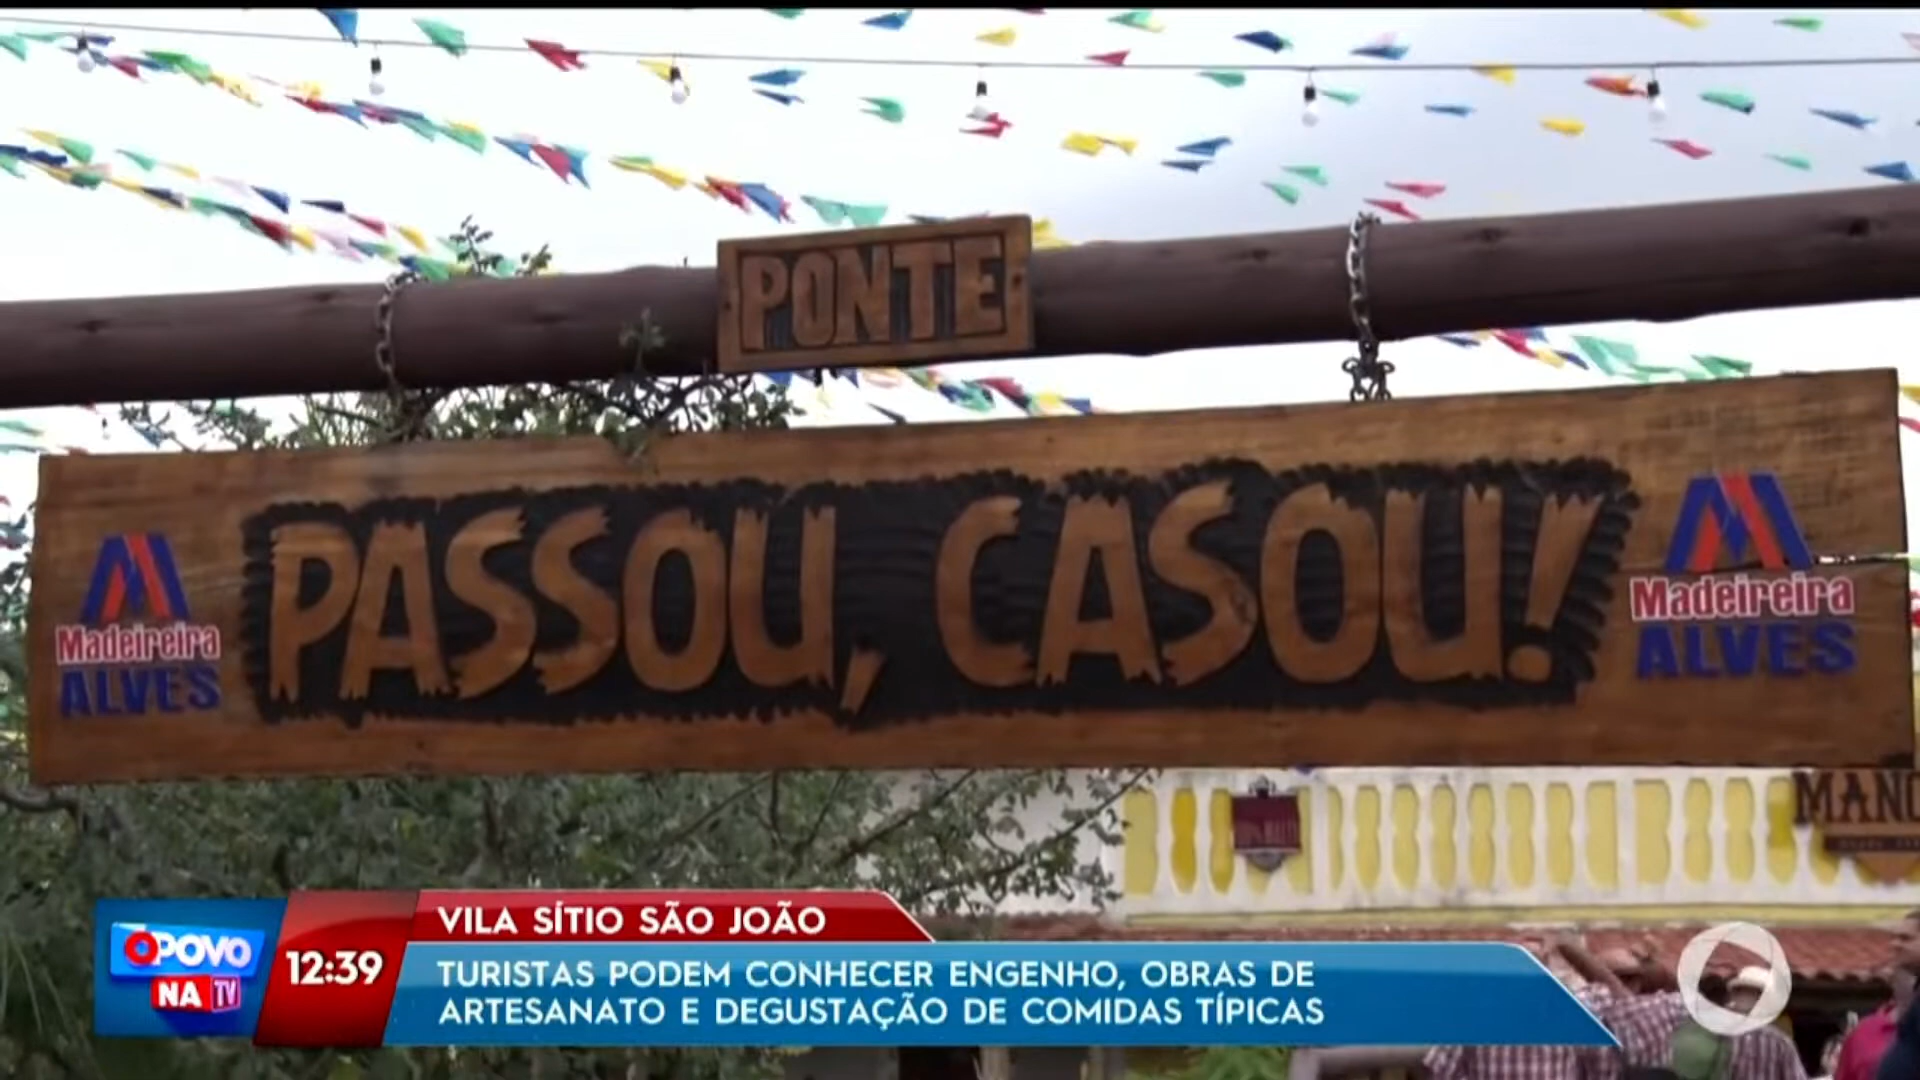 PONTE
PASSOU, CASOU!
Madeireira
ALVES
Madeireira
ALVES
MANO
O POVO
NA TV
12:39
VILA SÍTIO SÃO JOÃO
TURISTAS PODEM CONHECER ENGENHO, OBRAS DE
ARTESANATO E DEGUSTAÇÃO DE COMIDAS TÍPICAS